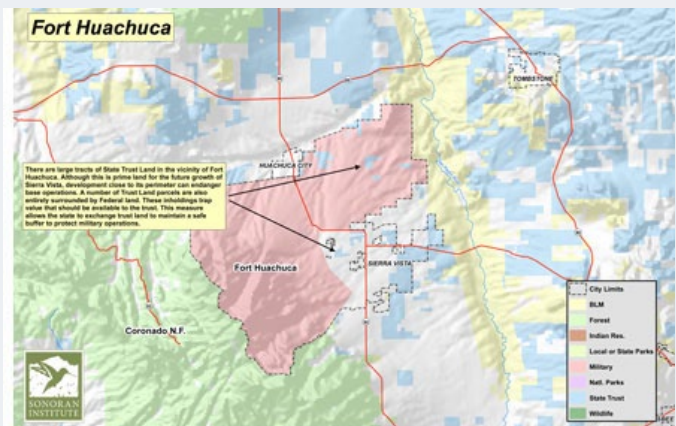 Fort Huachuca
TOMBSTONE
HUACHUCA CITY
There are large tracts of State Trust Land in the vicinity of Fort
Huachuca. Although this is prime land for the future growth of
Sierra Vista, development close to its perimeter can endanger
base operations. A number of Trust Land parcels are also
entirely surrounded by Federal land. These inholdings trap
value that should be available to the trust. This measure
allows the state to exchange trust land to maintain a safe
buffer to protect military operations.
Fort Huachuca
SIERRA VISTA
Coronado N.F.
City Limits
BLM
Forest
Indian Res.
Local or State Parks
Military
Natl. Parks
State Trust
Wildlife
SONORAN
INSTITUTE